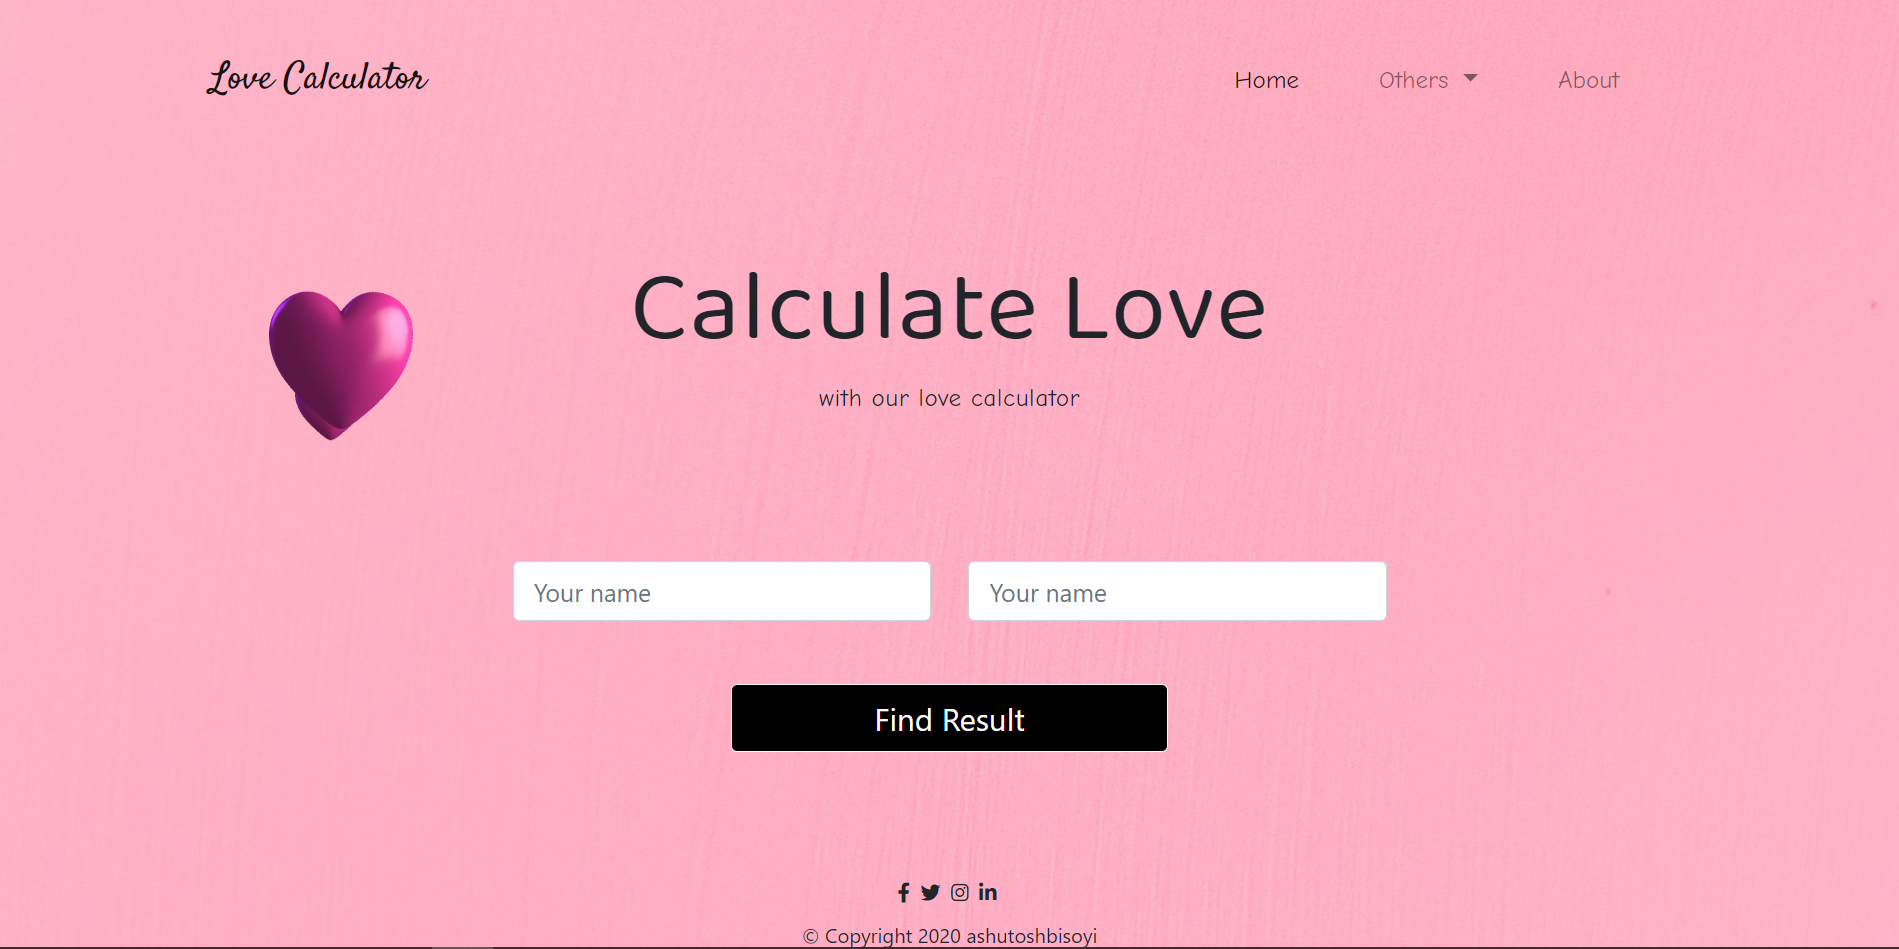 Love Calculator
Home Others About
Calculate Love
with our love calculator
Your name Your name
Find Result
© Copyright 2020 ashutoshbisoyi